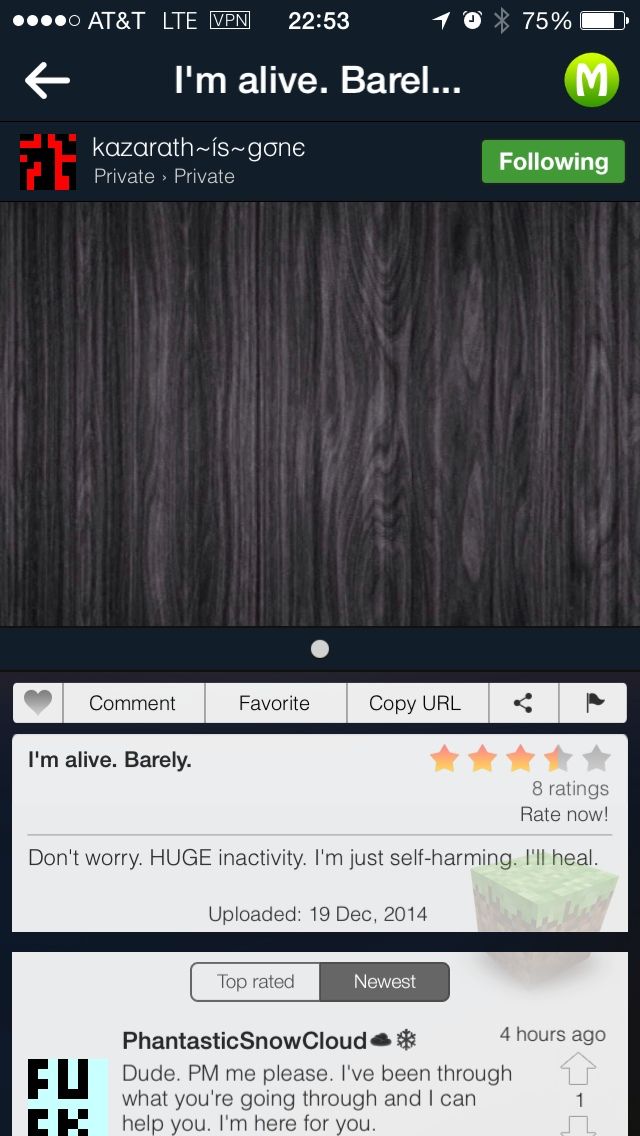 AT&T LTE VPN 22:53 75%
I'm alive. Barel...
M
kazarath~ís~gσnє
Private › Private
Following
Comment Favorite Copy URL
I'm alive. Barely.
8 ratings
Rate now!
Don't worry. HUGE inactivity. I'm just self-harming. I'll heal.
Uploaded: 19 Dec, 2014
Top rated Newest
PhantasticSnowCloud☁❄
4 hours ago
Dude. PM me please. I've been through
what you're going through and I can
help you. I'm here for you.
1
FU